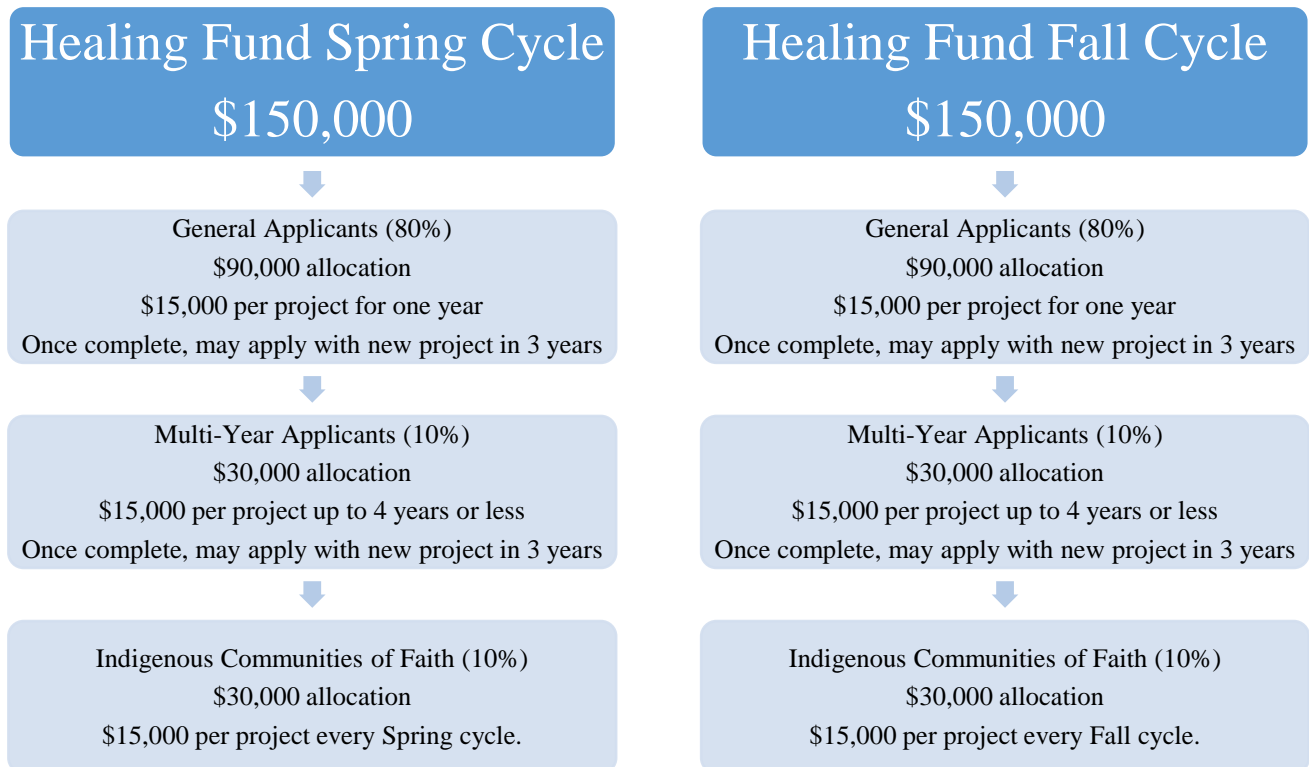 Healing Fund Spring Cycle
$150,000
General Applicants (80%)
$90,000 allocation
$15,000 per project for one year
Once complete, may apply with new project in 3 years
Multi-Year Applicants (10%)
$30,000 allocation
$15,000 per project up to 4 years or less
Once complete, may apply with new project in 3 years
Indigenous Communities of Faith (10%)
$30,000 allocation
$15,000 per project every Spring cycle.
Healing Fund Fall Cycle
$150,000
General Applicants (80%)
$90,000 allocation
$15,000 per project for one year
Once complete, may apply with new project in 3 years
Multi-Year Applicants (10%)
$30,000 allocation
$15,000 per project up to 4 years or less
Once complete, may apply with new project in 3 years
Indigenous Communities of Faith (10%)
$30,000 allocation
$15,000 per project every Fall cycle.